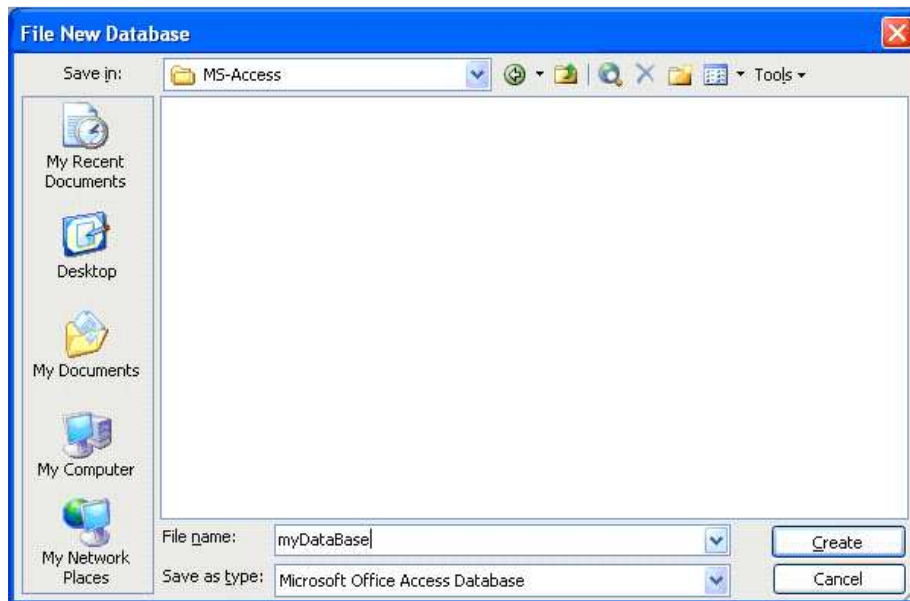 File New Database
Save in:
MS-Access
Tools
My Recent
Documents
Desktop
My Documents
My Computer
My Network
Places
File name:
myDataBase
Create
Save as type:
Microsoft Office Access Database
Cancel